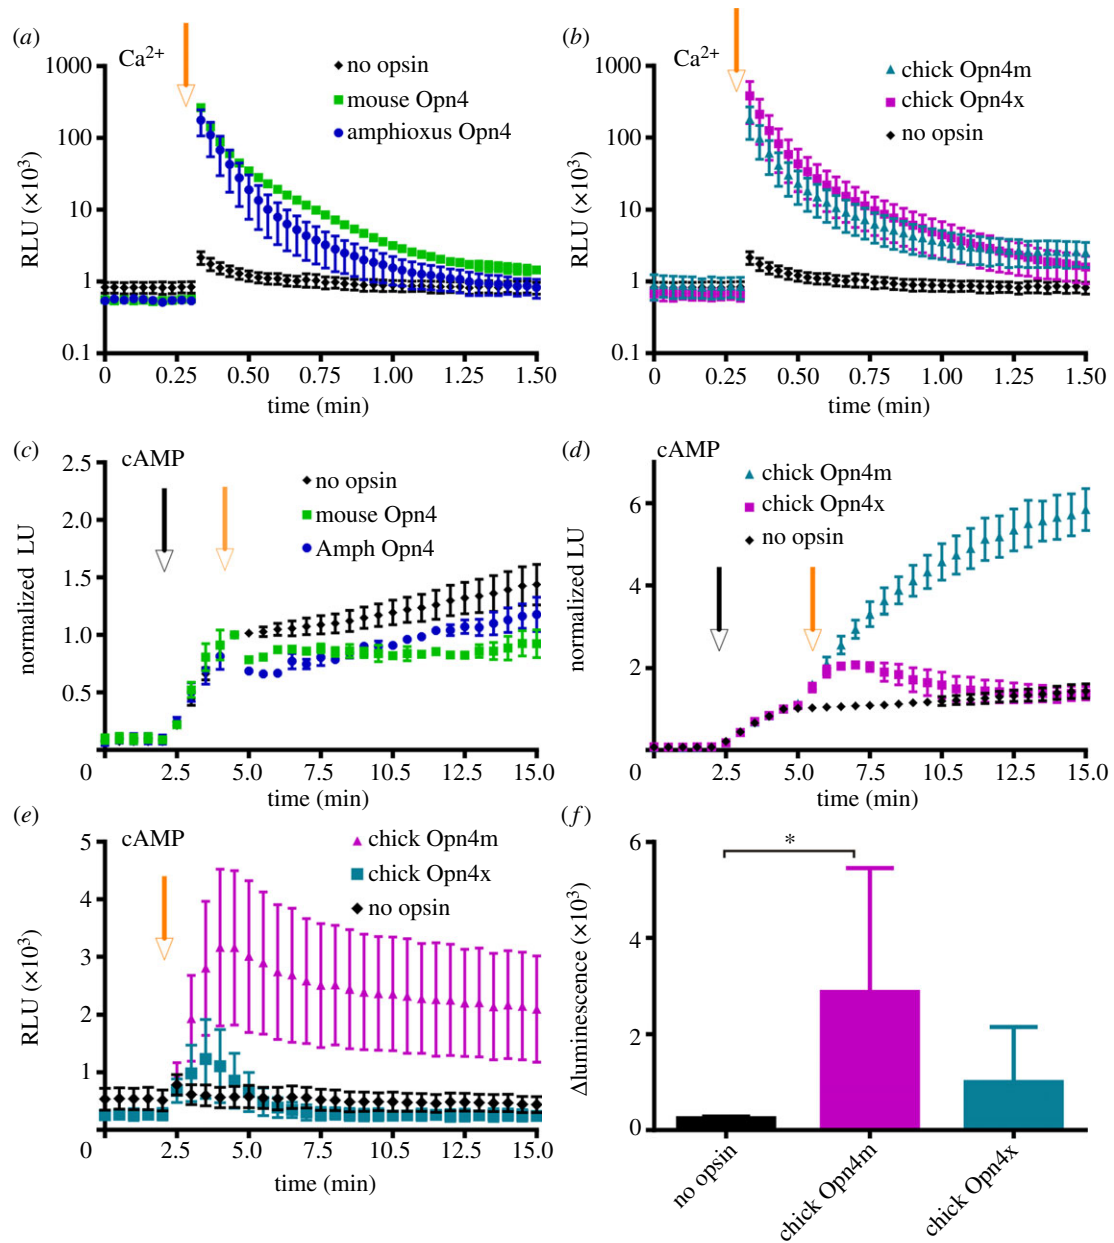 (a)
Ca2+
no opsin
mouse Opn4
amphioxus Opn4
1000
100
10
1
0.1
RLU (×10³)
0 0.25 0.50 0.75 1.00 1.25 1.50
time (min)
(b)
Ca2+
chick Opn4m
chick Opn4x
no opsin
1000
100
10
1
0.1
RLU (×10³)
0 0.25 0.50 0.75 1.00 1.25 1.50
time (min)
(c)
cAMP
no opsin
mouse Opn4
Amph Opn4
2.5
2.0
1.5
1.0
0.5
normalized LU
0 2.5 5.0 7.5 10.5 12.5 15.0
time (min)
(d)
cAMP
chick Opn4m
chick Opn4x
no opsin
6
4
2
normalized LU
0 2.5 5.0 7.5 10.5 12.5 15.0
time (min)
(e)
cAMP
chick Opn4m
chick Opn4x
no opsin
5
4
3
2
1
RLU (×10³)
0 2.5 5.0 7.5 10.5 12.5 15.0
time (min)
(f)
*
6
4
2
0
Δluminescence (×10³)
no opsin
chick Opn4m
chick Opn4x